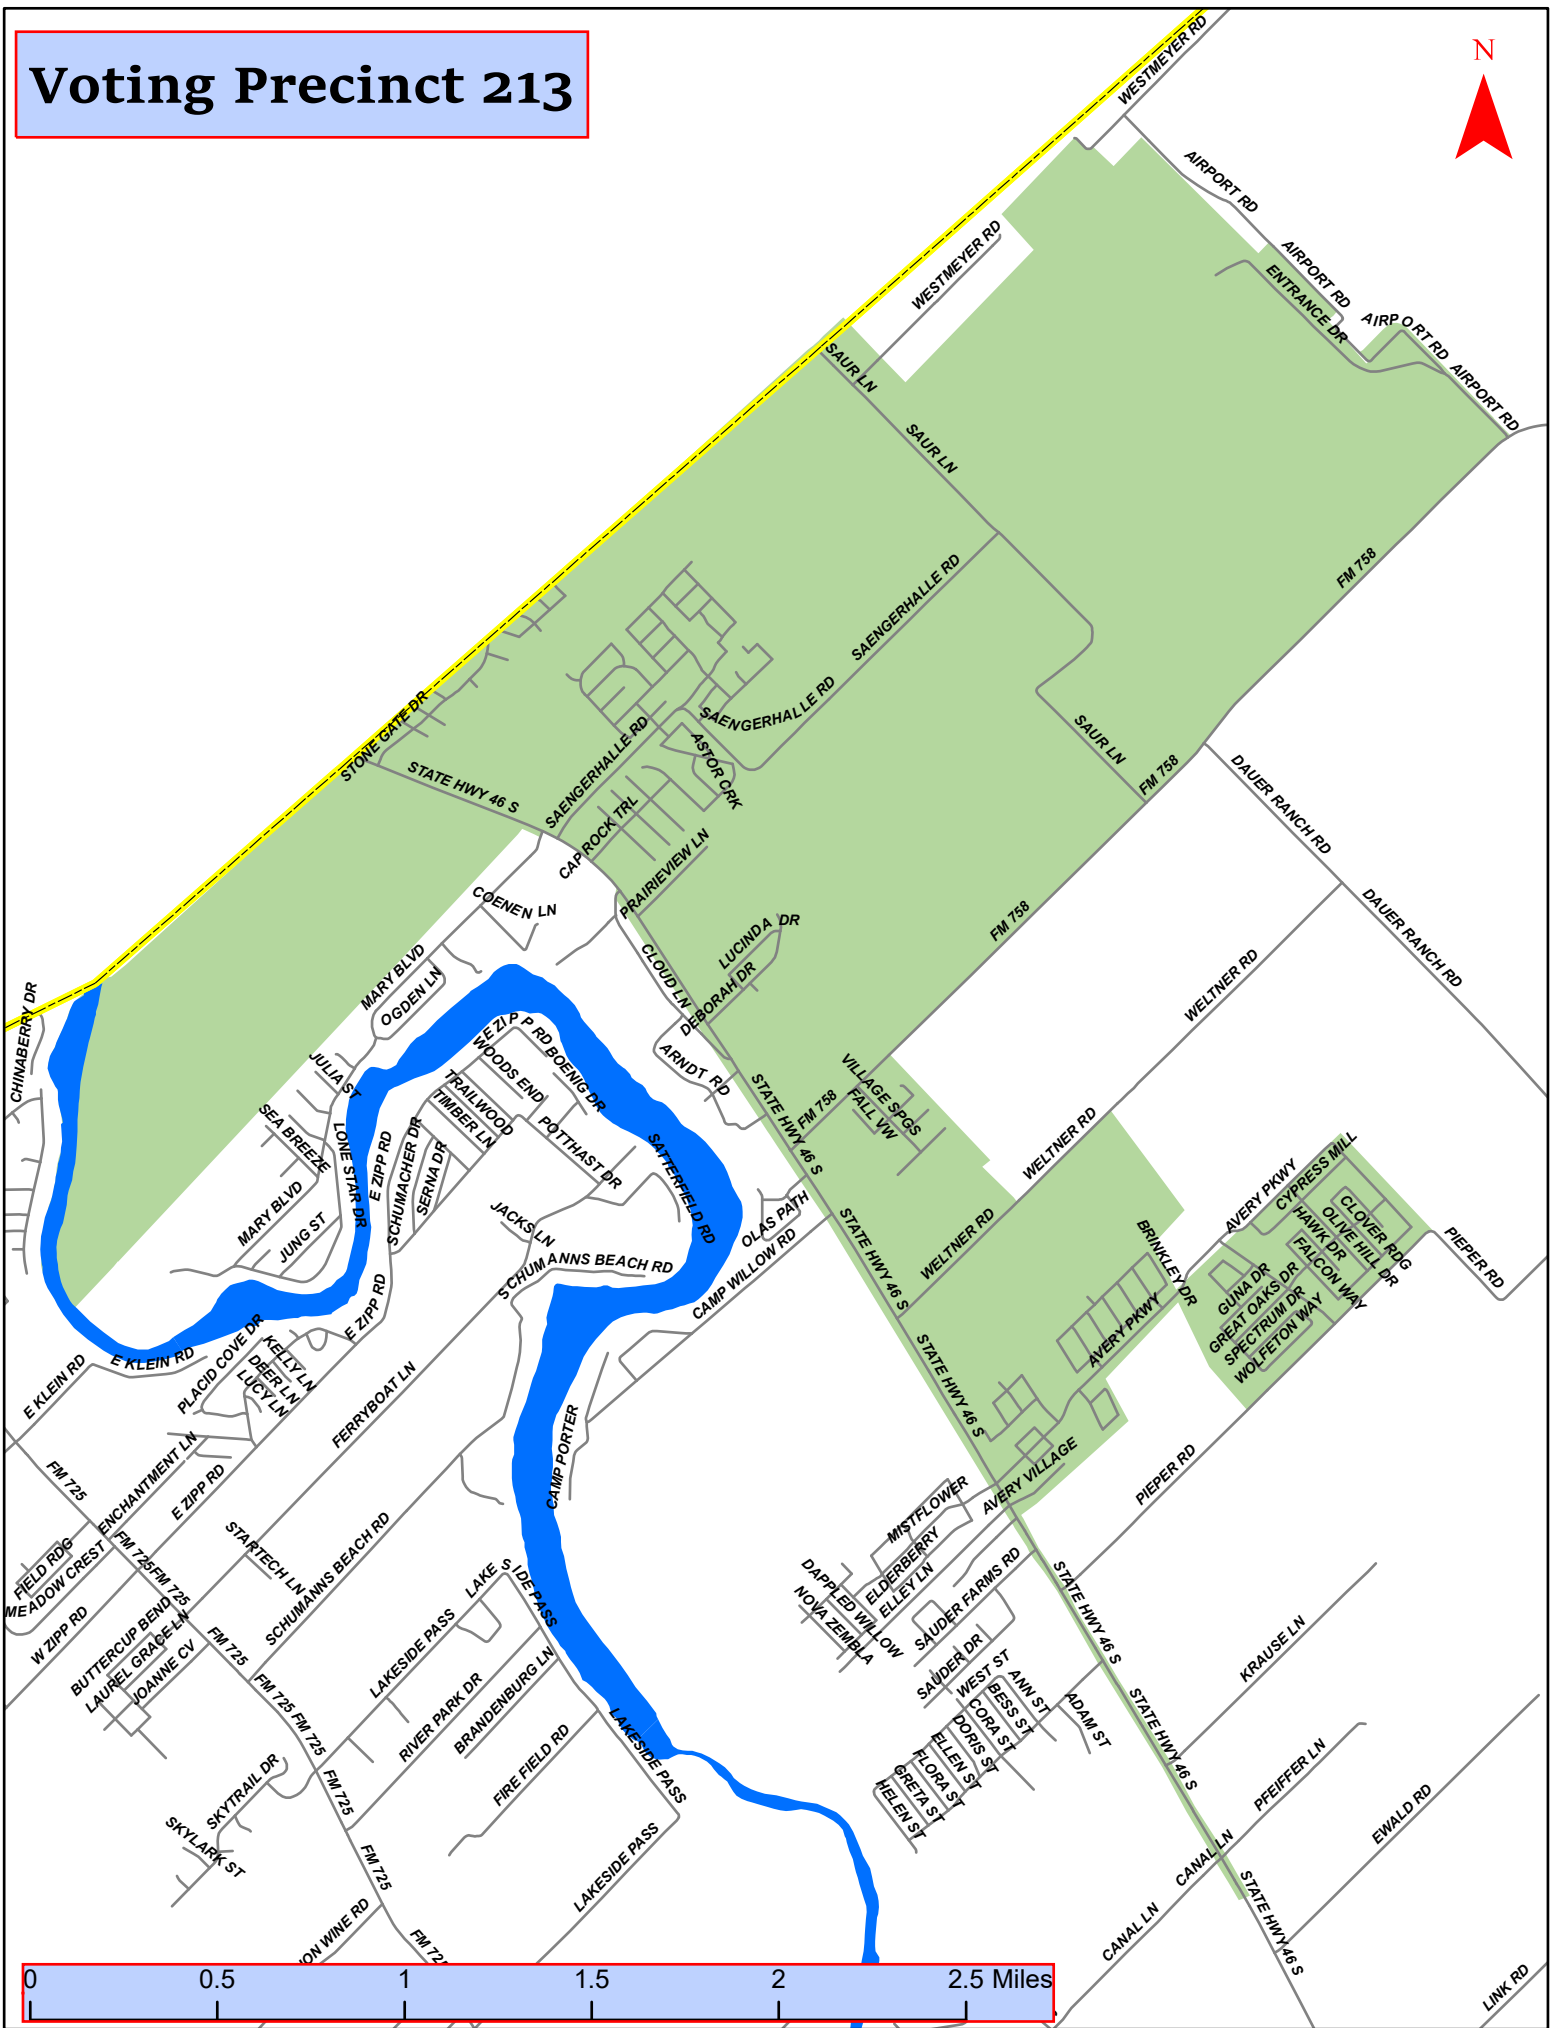 Voting Precinct 213
N
WESTMEYER RD
AIRPORT RD
WESTMEYER RD
AIRPORT RD
ENTRANCE DR
AIRPORT RD
AIRPORT RD
SAUR LN
SAUR LN
FM 758
SAENGERHALLE RD
SAENGERHALLE RD
STONE GATE DR
SAUR LN
FM 758
STATE HWY 46 S
SAENGERHALLE RD
ASTOR CRK
CAP ROCK TRL
DAUER RANCH RD
PRAIRIEVIEW LN
COENEN LN
DAUER RANCH RD
FM 758
LUCINDA DR
MARY BLVD
OGDEN LN
CLOUD LN
DEBORAH DR
WELTNER RD
CHINABERRY DR
E ZIPP RD
WOODS END
BOENIG DR
JULIA ST
TRAILWOOD
TIMBER LN
ARNDT RD
STATE HWY 46 S
FM 758
VILLAGE SPGS
FALL VW
SEA BREEZE
LONE STAR DR
E ZIPP RD
SCHUMACHER DR
SERNA DR
POTTHAST DR
SATTERFIELD RD
WELTNER RD
CYPRESS MILL
AVERY PKWY
MARY BLVD
JUNG ST
JACKS LN
OLAS PATH
STATE HWY 46 S
WELTNER RD
BRINKLEY DR
CLOVER RDG
OLIVE HILL DR
HAWK DR
FALCON WAY
PIEPER RD
SCHUMANNS BEACH RD
CAMP WILLOW RD
GUNA DR
GREAT OAKS DR
SPECTRUM DR
WOLFETON WAY
E ZIPP RD
E KLEIN RD
E KLEIN RD
PLACID COVE DR
KELLY LN
DEER LN
LUCY LN
AVERY PKWY
STATE HWY 46 S
FERRYBOAT LN
CAMP PORTER
AVERY VILLAGE
PIEPER RD
FM 725
ENCHANTMENT LN
E ZIPP RD
MISTFLOWER
ELDERBERRY
ELLEY LN
DAPPLED WILLOW
NOVA ZEMBLA
FIELD RDG
MEADOW CREST
FM 725
FM 725
STARTECH LN
SCHUMANNS BEACH RD
SAUDER FARMS RD
STATE HWY 46 S
W ZIPP RD
BUTTERCUP BEND
LAUREL GRACE LN
JOANNE CV
FM 725
LAKESIDE PASS
LAKESIDE PASS
SAUDER DR
WEST ST
ANN ST
BESS ST
CORA ST
DORIS ST
ELLEN ST
FLORA ST
GRETA ST
HELEN ST
ADAM ST
KRAUSE LN
FM 725
FM 725
RIVER PARK DR
BRANDENBURG LN
LAKESIDE PASS
STATE HWY 46 S
FIRE FIELD RD
SKYTRAIL DR
FM 725
PFEIFFER LN
EWALD RD
SKYLARK ST
FM 725
LAKESIDE PASS
CANAL LN
STATE HWY 46 S
CANAL LN
ION WINE RD
FM 725
LINK RD
0 0.5 1 1.5 2 2.5 Miles